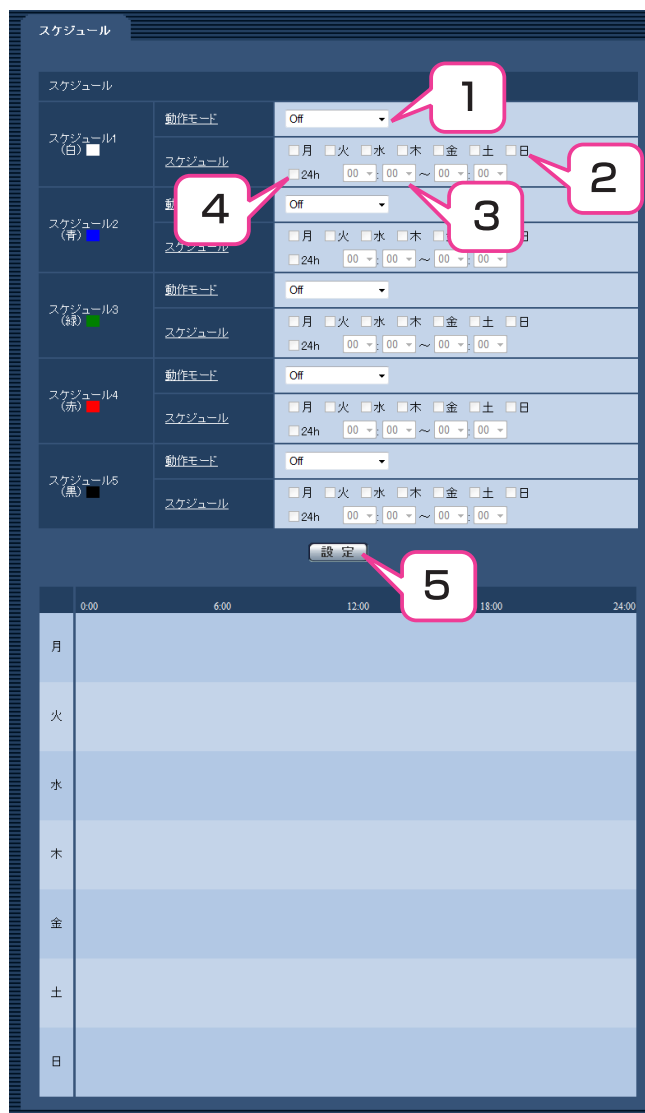 スケジュール
スケジュール
1
スケジュール1
(白)
動作モード
Off
スケジュール
月 火 水 木 金 土 日
2
24h 00 : 00 ～ 00 : 00
4
3
スケジュール2
(青)
動
Off
スケジュール
月 火 水 木 日
24h 00 : 00 ～ 00 : 00
スケジュール3
(緑)
動作モード
Off
スケジュール
月 火 水 木 金 土 日
24h 00 : 00 ～ 00 : 00
スケジュール4
(赤)
動作モード
Off
スケジュール
月 火 水 木 金 土 日
24h 00 : 00 ～ 00 : 00
スケジュール5
(黒)
動作モード
Off
スケジュール
月 火 水 木 金 土 日
24h 00 : 00 ～ 00 : 00
設 定
5
0:00 6:00 12:00 18:00 24:00
月
火
水
木
金
土
日